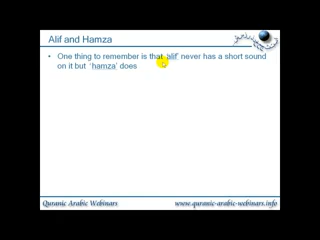 Alif and Hamza
• One thing to remember is that 'alif' never has a short sound
on it but 'hamza' does
Quranic Arabic Webinars
www.quranic-arabic-webinars.info